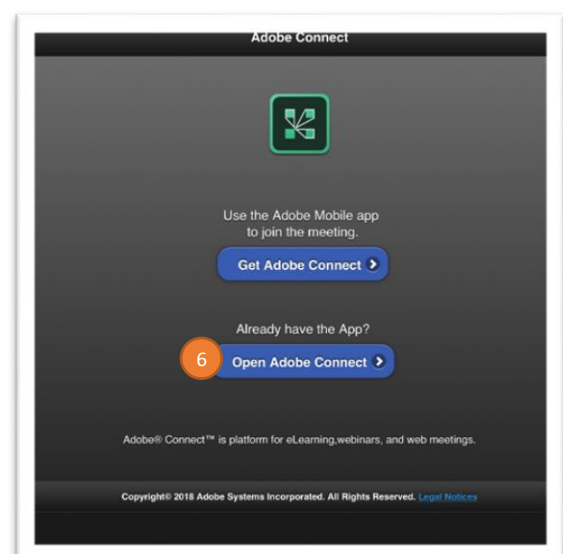 Adobe Connect
Use the Adobe Mobile app
to join the meeting.
Get Adobe Connect
Already have the App?
6
Open Adobe Connect
Adobe® Connect™ is platform for eLearning,webinars, and web meetings.
Copyright© 2018 Adobe Systems Incorporated. All Rights Reserved. Legal Notices